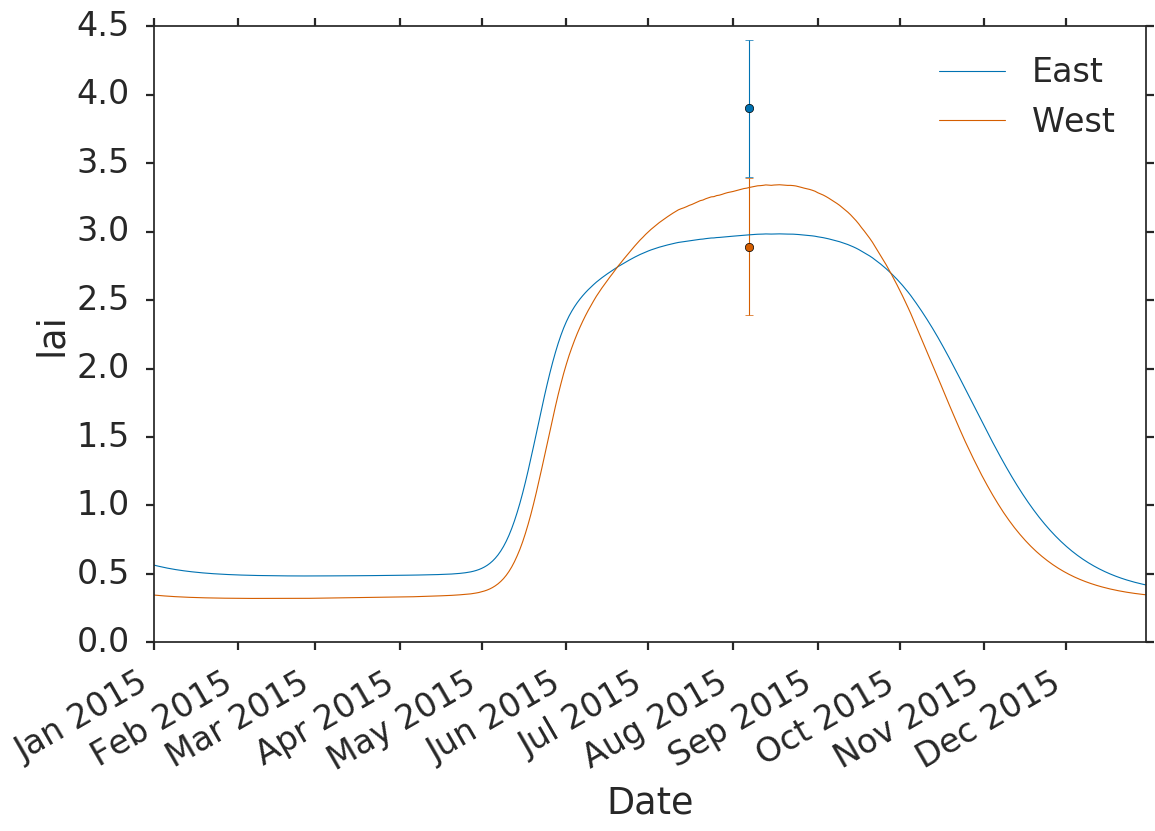 4.5
4.0
3.5
3.0
2.5
2.0
1.5
1.0
0.5
0.0
lai
East
West
Jan 2015
Feb 2015
Mar 2015
Apr 2015
May 2015
Jun 2015
Jul 2015
Aug 2015
Sep 2015
Oct 2015
Nov 2015
Dec 2015
Date